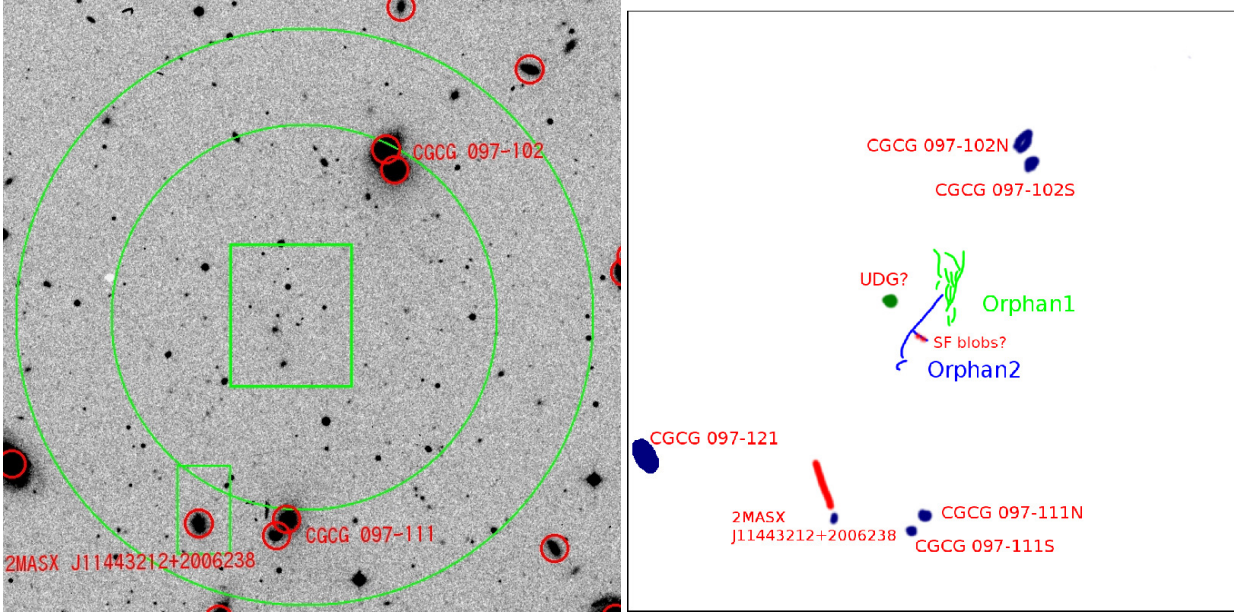 CGCG 097-102
CGCG 097-111
2MASX J11443212+2006238
CGCG 097-102N
CGCG 097-102S
UDG?
Orphan1
SF blobs?
Orphan2
CGCG 097-121
2MASX
J11443212+2006238
CGCG 097-111N
CGCG 097-111S